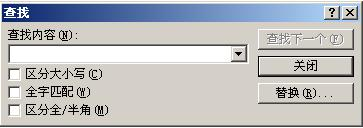 查找
查找内容(N):
查找下一个(F)
关闭
区分大小写(C)
全字匹配(W)
替换(R)...
区分全/半角(M)